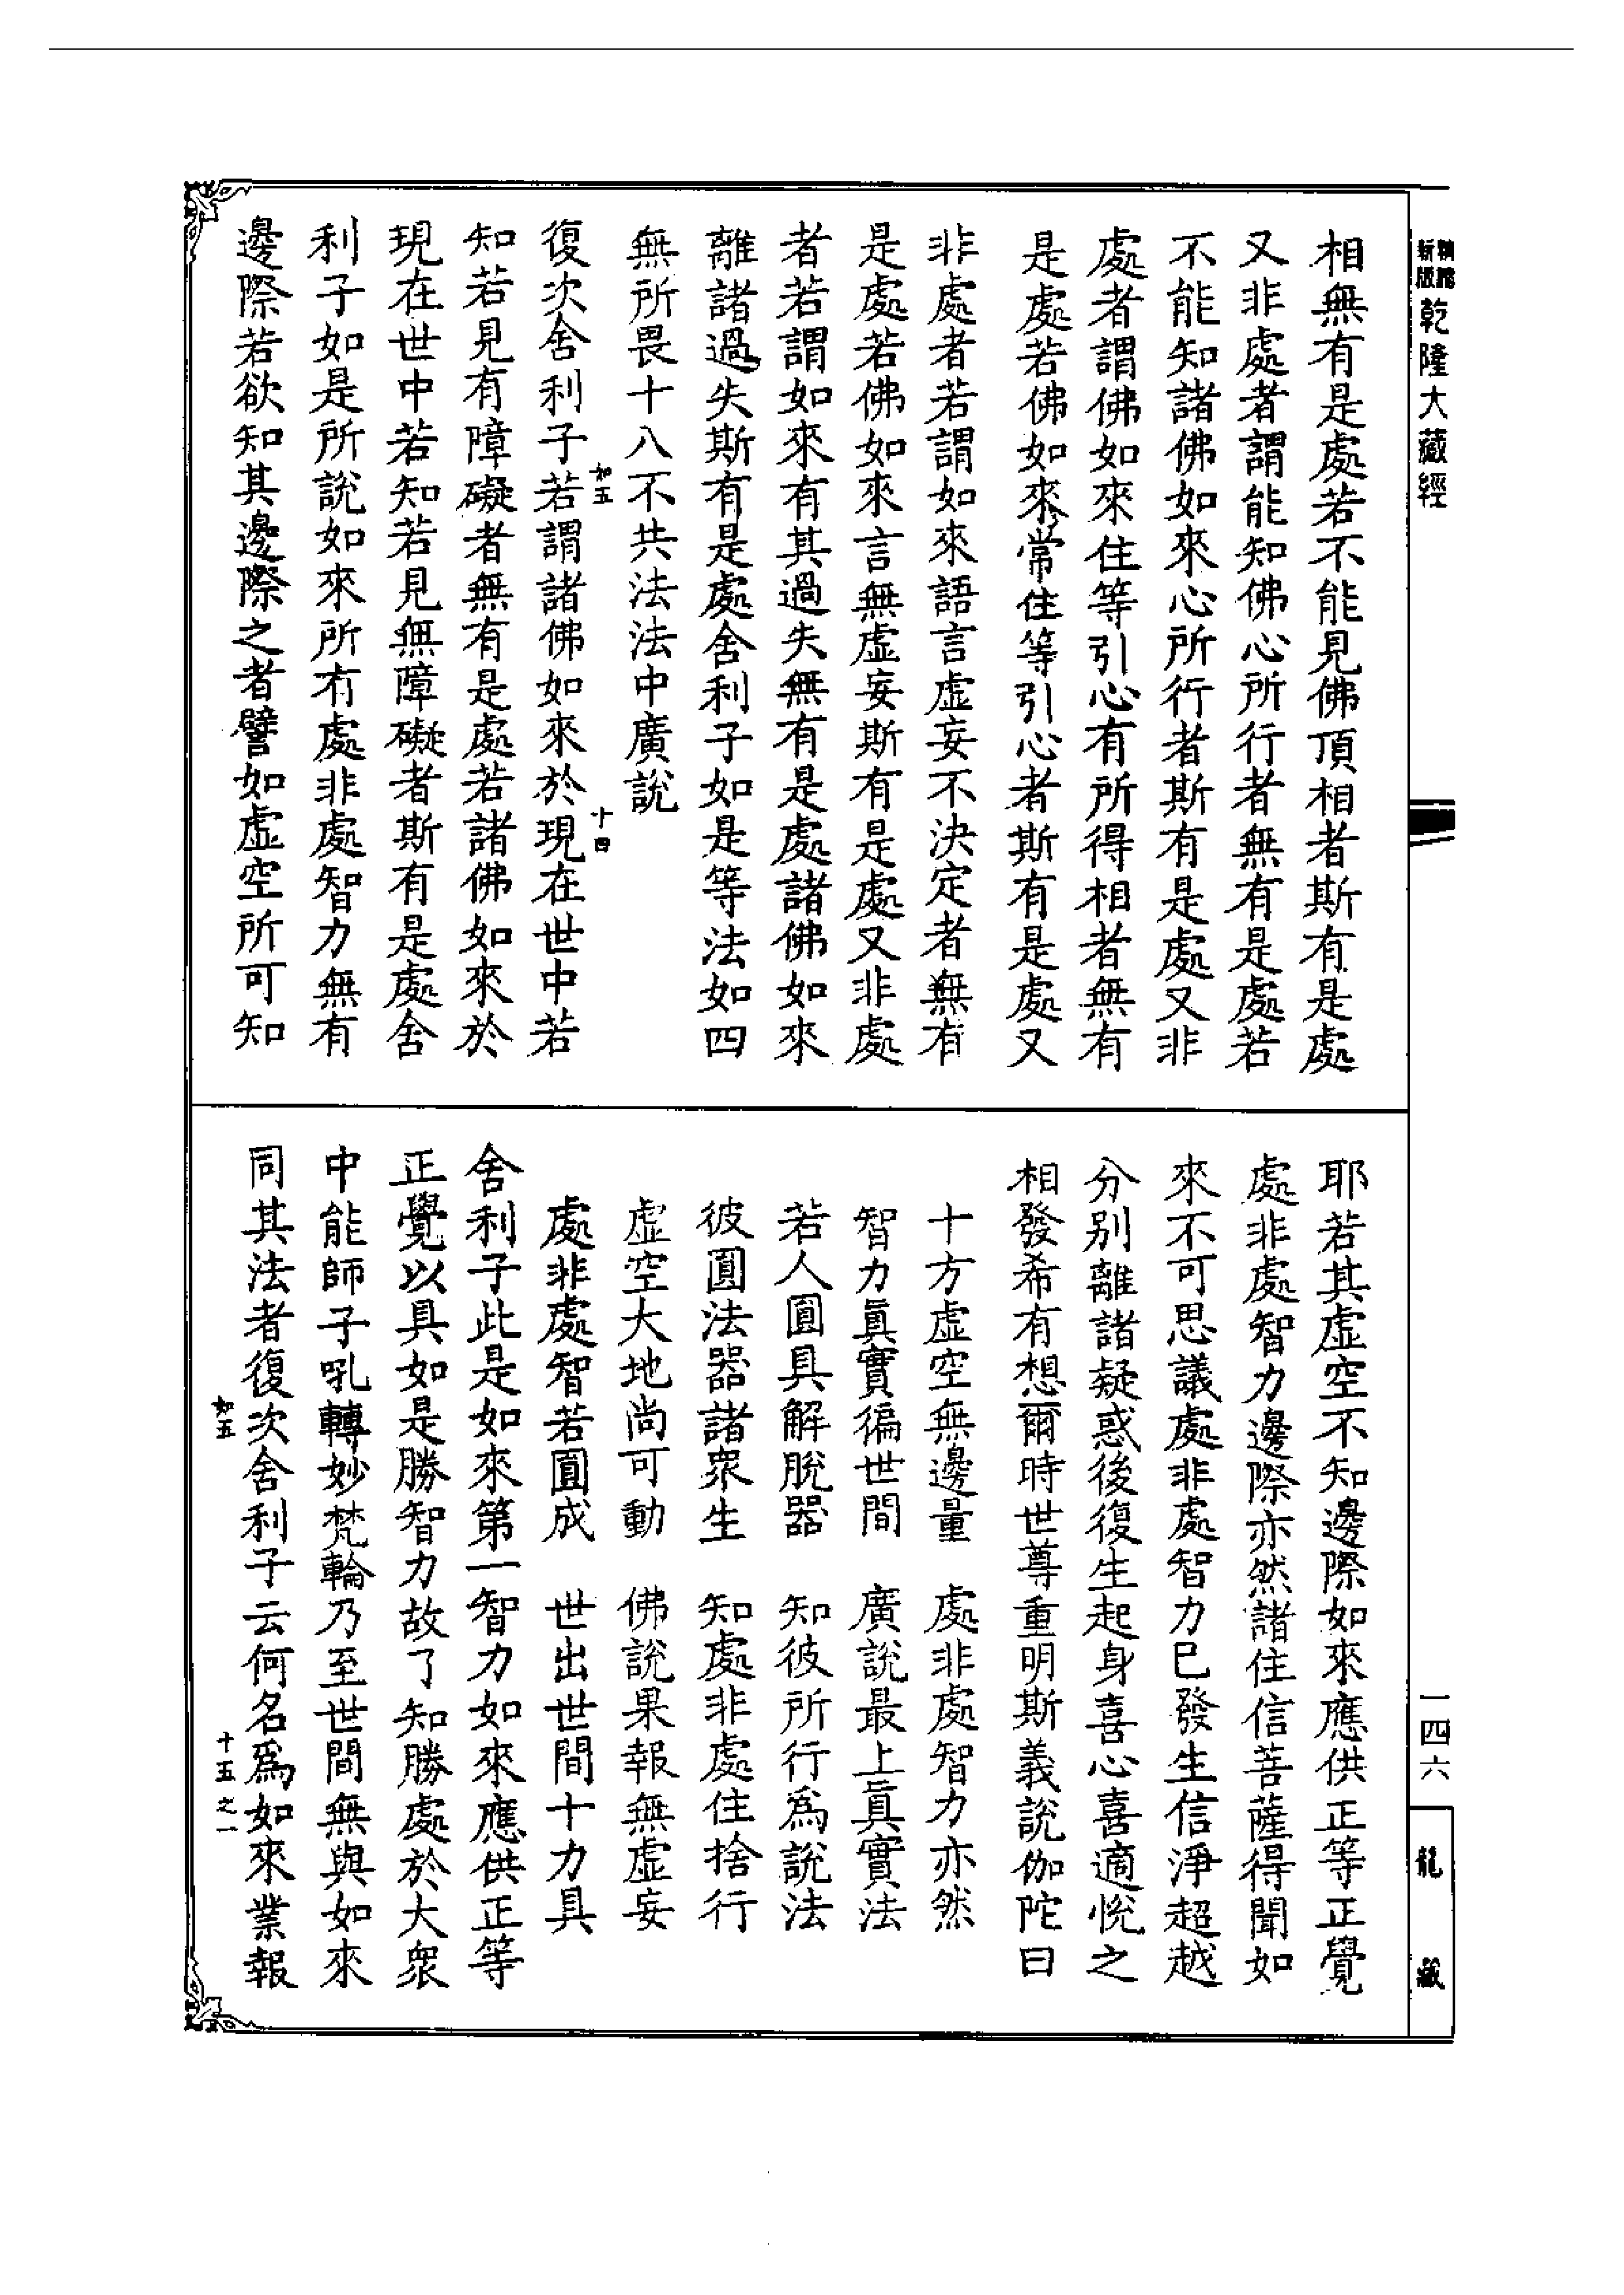 新版精縮
乾隆大藏經
相無有是處若不能見佛頂相者斯有是處
又非處者謂能知佛心所行者無有是處若
不能知諸佛如來心所行者斯有是處又非
處者謂佛如來住等引心有所得相者無有
是處若佛如來常住等引心者斯有是處又
非處者若謂如來語言虛妄不決定者無有
是處若佛如來言無虛妄斯有是處又非處
者若謂如來有其過失無有是處諸佛如來
離諸過失斯有是處舍利子如是等法如四
無所畏十八不共法法中廣說
如五
十四
復次舍利子若謂諸佛如來於現在世中若
知若見有障礙者無有是處若諸佛如來於
現在世中若知若見無障礙者斯有是處舍
利子如是所說如來所有處非處智力無有
邊際若欲知其邊際之者譬如虛空所可知
耶若其虛空不知邊際如來應供正等正覺
處非處智力邊際亦然諸住信菩薩得聞如
來不可思議處非處智力已發生信淨超越
分別離諸疑惑後復生起身喜心喜適悅之
相發希有想爾時世尊重明斯義說伽陀曰
十方虛空無邊量　處非處智力亦然
智力眞實徧世間　廣說最上眞實法
若人圓具解脫器　知彼所行爲說法
彼圓法器諸衆生　知處非處住捨行
虛空大地尚可動　佛說果報無虛妄
處非處智若圓成　世出世間十力具
舍利子此是如來第一智力如來應供正等
正覺以具如是勝智力故了知勝處於大衆
中能師子吼轉妙梵輪乃至世間無與如來
同其法者復次舍利子云何名爲如來業報
如五
十五之一
一四六
龍藏